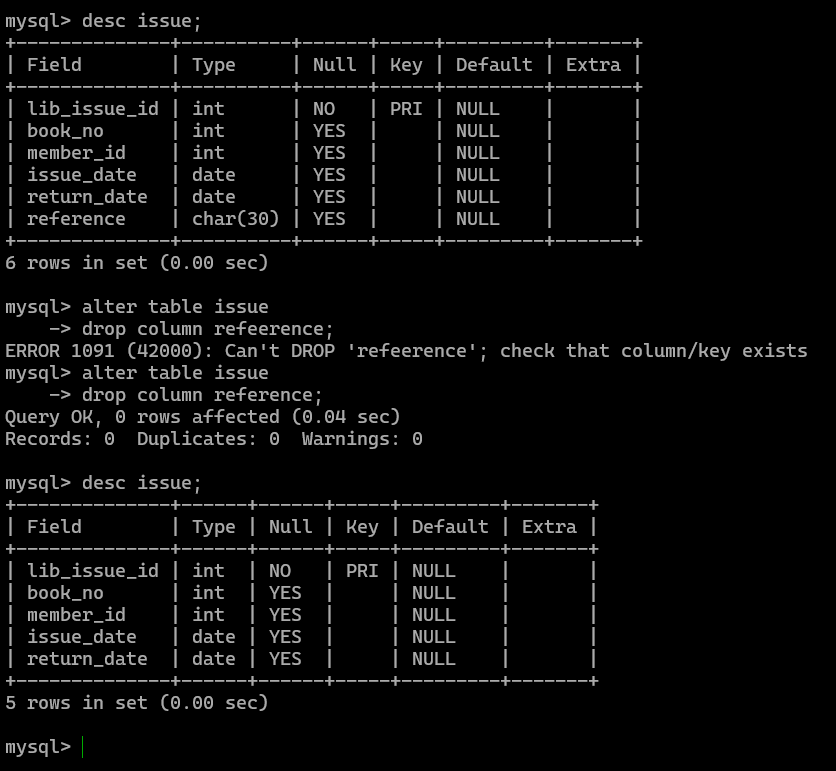 mysql> desc issue;
+--------------+----------+------+-----+---------+-------+
| Field        | Type     | Null | Key | Default | Extra |
+--------------+----------+------+-----+---------+-------+
| lib_issue_id | int      | NO   | PRI | NULL    |       |
| book_no      | int      | YES  |     | NULL    |       |
| member_id    | int      | YES  |     | NULL    |       |
| issue_date   | date     | YES  |     | NULL    |       |
| return_date  | date     | YES  |     | NULL    |       |
| reference    | char(30) | YES  |     | NULL    |       |
+--------------+----------+------+-----+---------+-------+
6 rows in set (0.00 sec)

mysql> alter table issue
    -> drop column refeerence;
ERROR 1091 (42000): Can't DROP 'refeerence'; check that column/key exists
mysql> alter table issue
    -> drop column reference;
Query OK, 0 rows affected (0.04 sec)
Records: 0  Duplicates: 0  Warnings: 0

mysql> desc issue;
+--------------+------+------+-----+---------+-------+
| Field        | Type | Null | Key | Default | Extra |
+--------------+------+------+-----+---------+-------+
| lib_issue_id | int  | NO   | PRI | NULL    |       |
| book_no      | int  | YES  |     | NULL    |       |
| member_id    | int  | YES  |     | NULL    |       |
| issue_date   | date | YES  |     | NULL    |       |
| return_date  | date | YES  |     | NULL    |       |
+--------------+------+------+-----+---------+-------+
5 rows in set (0.00 sec)

mysql>